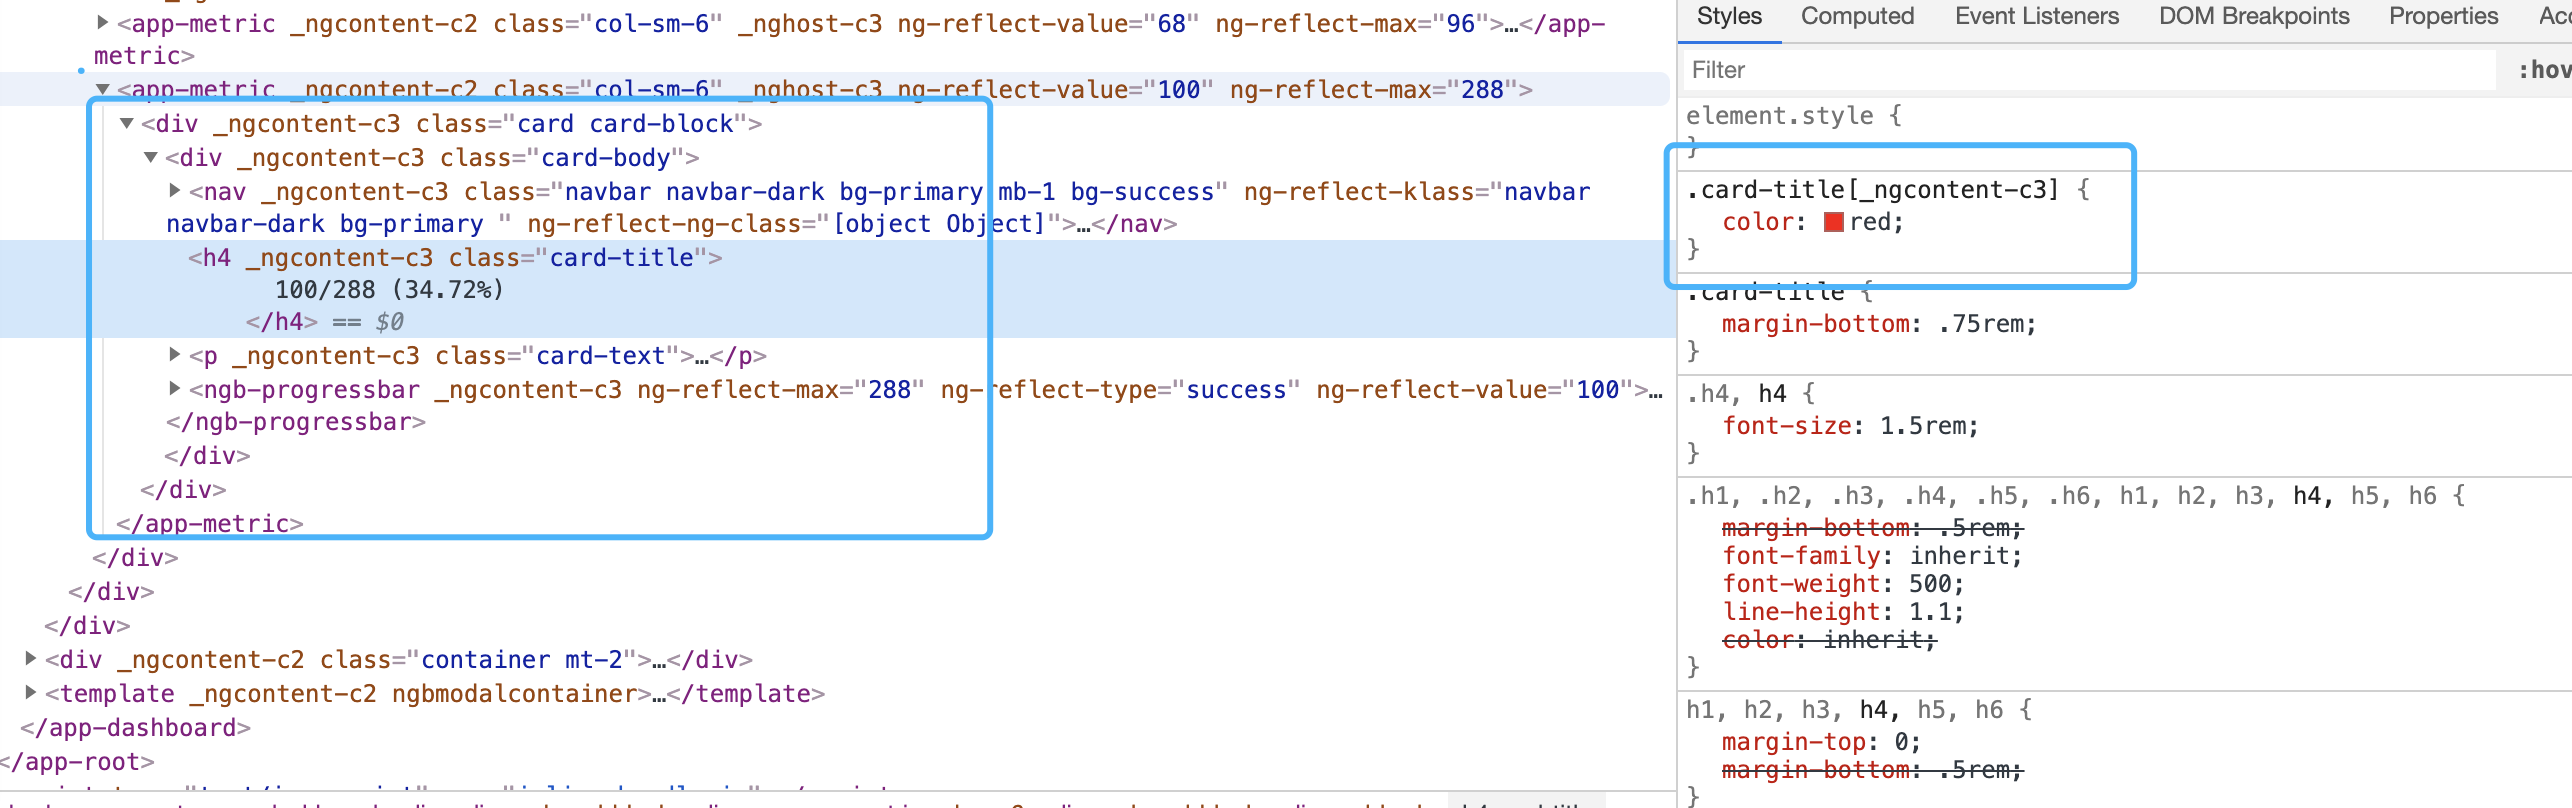 <app-metric _ngcontent-c2 class="col-sm-6" _nghost-c3 ng-reflect-value="68" ng-reflect-max="96">…</app-
metric>
<app-metric _ngcontent-c2 class="col-sm-6" _nghost-c3 ng-reflect-value="100" ng-reflect-max="288">
<div _ngcontent-c3 class="card card-block">
<div _ngcontent-c3 class="card-body">
<nav _ngcontent-c3 class="navbar navbar-dark bg-primary mb-1 bg-success" ng-reflect-klass="navbar
navbar-dark bg-primary " ng-reflect-ng-class="[object Object]">…</nav>
<h4 _ngcontent-c3 class="card-title">
100/288 (34.72%)
</h4> == $0
<p _ngcontent-c3 class="card-text">…</p>
<ngb-progressbar _ngcontent-c3 ng-reflect-max="288" ng-reflect-type="success" ng-reflect-value="100">…
</ngb-progressbar>
</div>
</div>
</app-metric>
</div>
</div>
</div>
<div _ngcontent-c2 class="container mt-2">…</div>
<template _ngcontent-c2 ngbmodalcontainer>…</template>
</app-dashboard>
</app-root>
Styles Computed Event Listeners DOM Breakpoints Properties
Filter :hov
element.style {
}
.card-title[_ngcontent-c3] {
color: red;
}
.card-title {
margin-bottom: .75rem;
}
.h4, h4 {
font-size: 1.5rem;
}
.h1, .h2, .h3, .h4, .h5, .h6, h1, h2, h3, h4, h5, h6 {
margin-bottom: .5rem;
font-family: inherit;
font-weight: 500;
line-height: 1.1;
color: inherit;
}
h1, h2, h3, h4, h5, h6 {
margin-top: 0;
margin-bottom: .5rem;
}